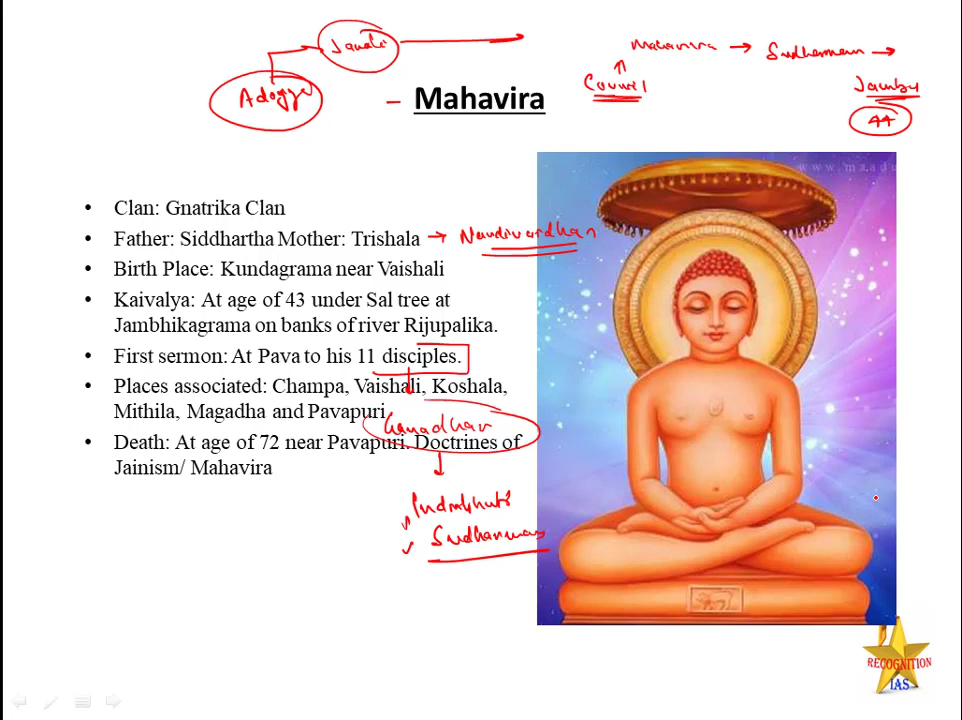 Jamali
Mahavira → Sudharman →
Council
Jambu
44
– Mahavira
www.maadu
• Clan: Gnatrika Clan
• Father: Siddhartha Mother: Trishala → Nandivardhan
• Birth Place: Kundagrama near Vaishali
• Kaivalya: At age of 43 under Sal tree at
Jambhikagrama on banks of river Rijupalika.
• First sermon: At Pava to his 11 disciples.
• Places associated: Champa, Vaishali, Koshala,
Mithila, Magadha and Pavapuri
Ganadhar
• Death: At age of 72 near Pavapuri. Doctrines of
Jainism/ Mahavira
Indrabhuti
Sudharman
RECOGNITION
IAS